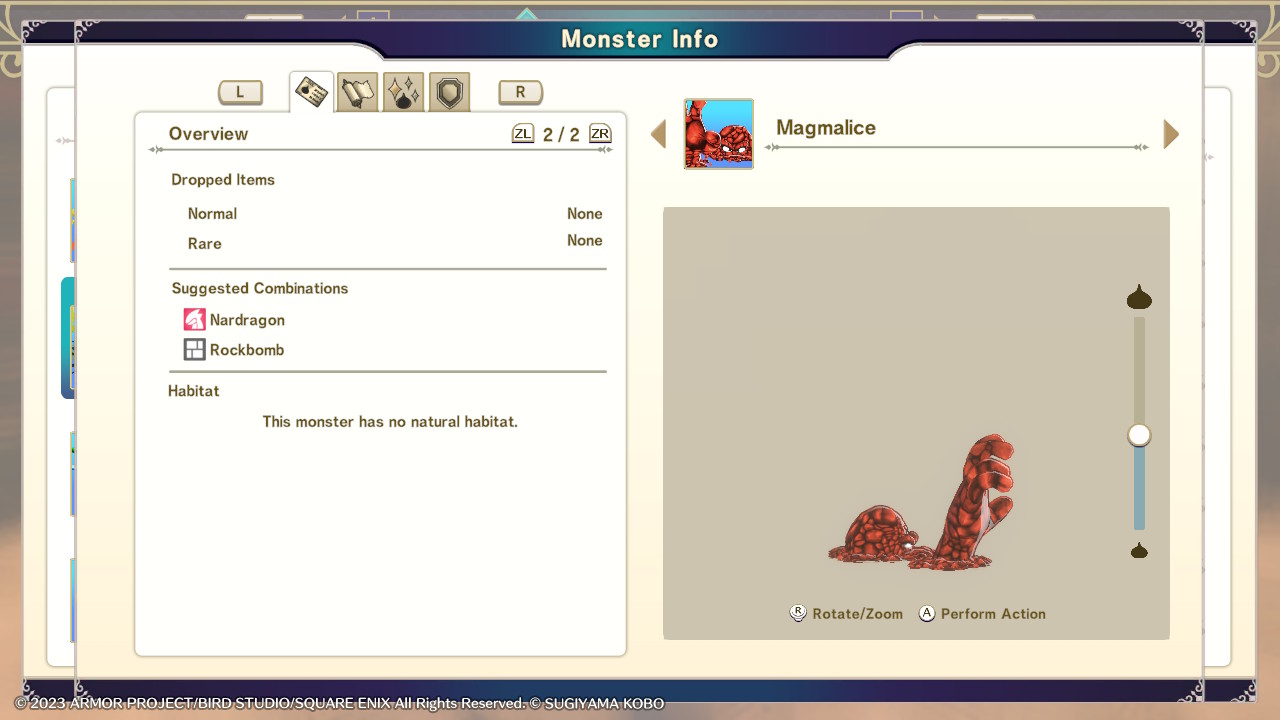 Monster Info
L
R
Overview
ZL 2 / 2 ZR
Dropped Items
Normal None
Rare None
Suggested Combinations
Nardragon
Rockbomb
Habitat
This monster has no natural habitat.
Magmalice
R Rotate/Zoom A Perform Action
© 2023 ARMOR PROJECT/BIRD STUDIO/SQUARE ENIX All Rights Reserved. © SUGIYAMA KOBO